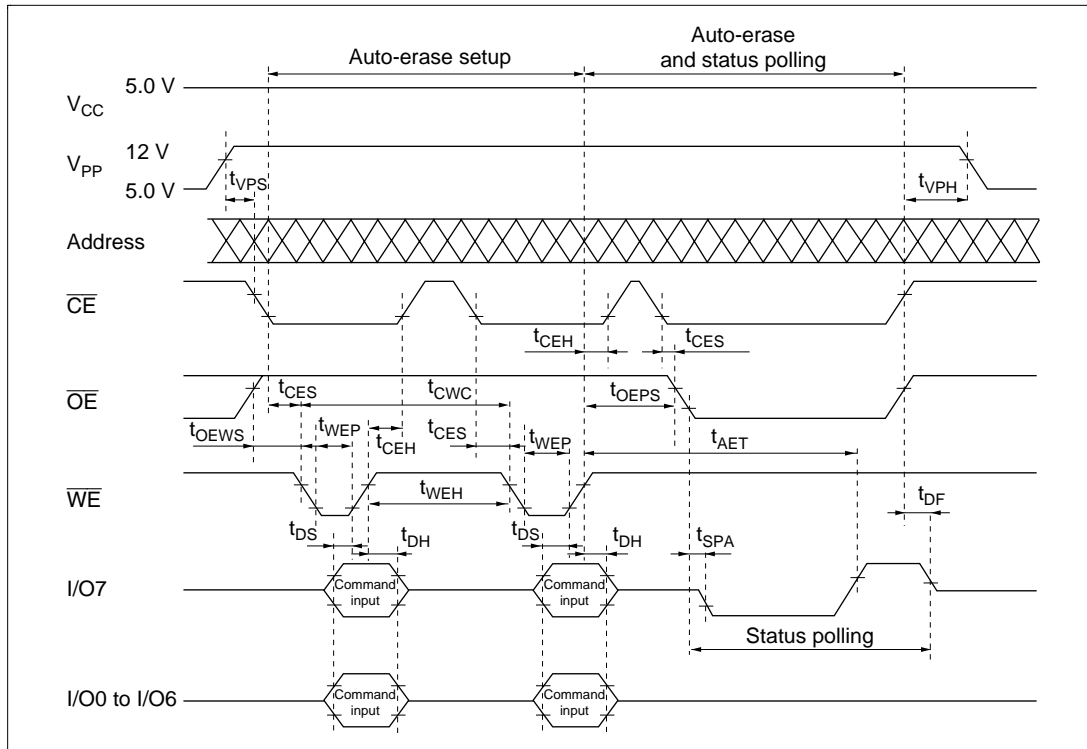 Auto-erase setup
Auto-erase
and status polling
VCC
5.0 V
VPP
12 V
5.0 V
tVPS
tVPH
Address
CE
tCEH
tCES
OE
tCES
tCWC
tOEPS
tOEWS
tWEP
tCEH
tCES
tWEP
tAET
WE
tWEH
tDF
tDS
tDH
tDS
tDH
tSPA
I/O7
Command
input
Command
input
Status polling
I/O0 to I/O6
Command
input
Command
input